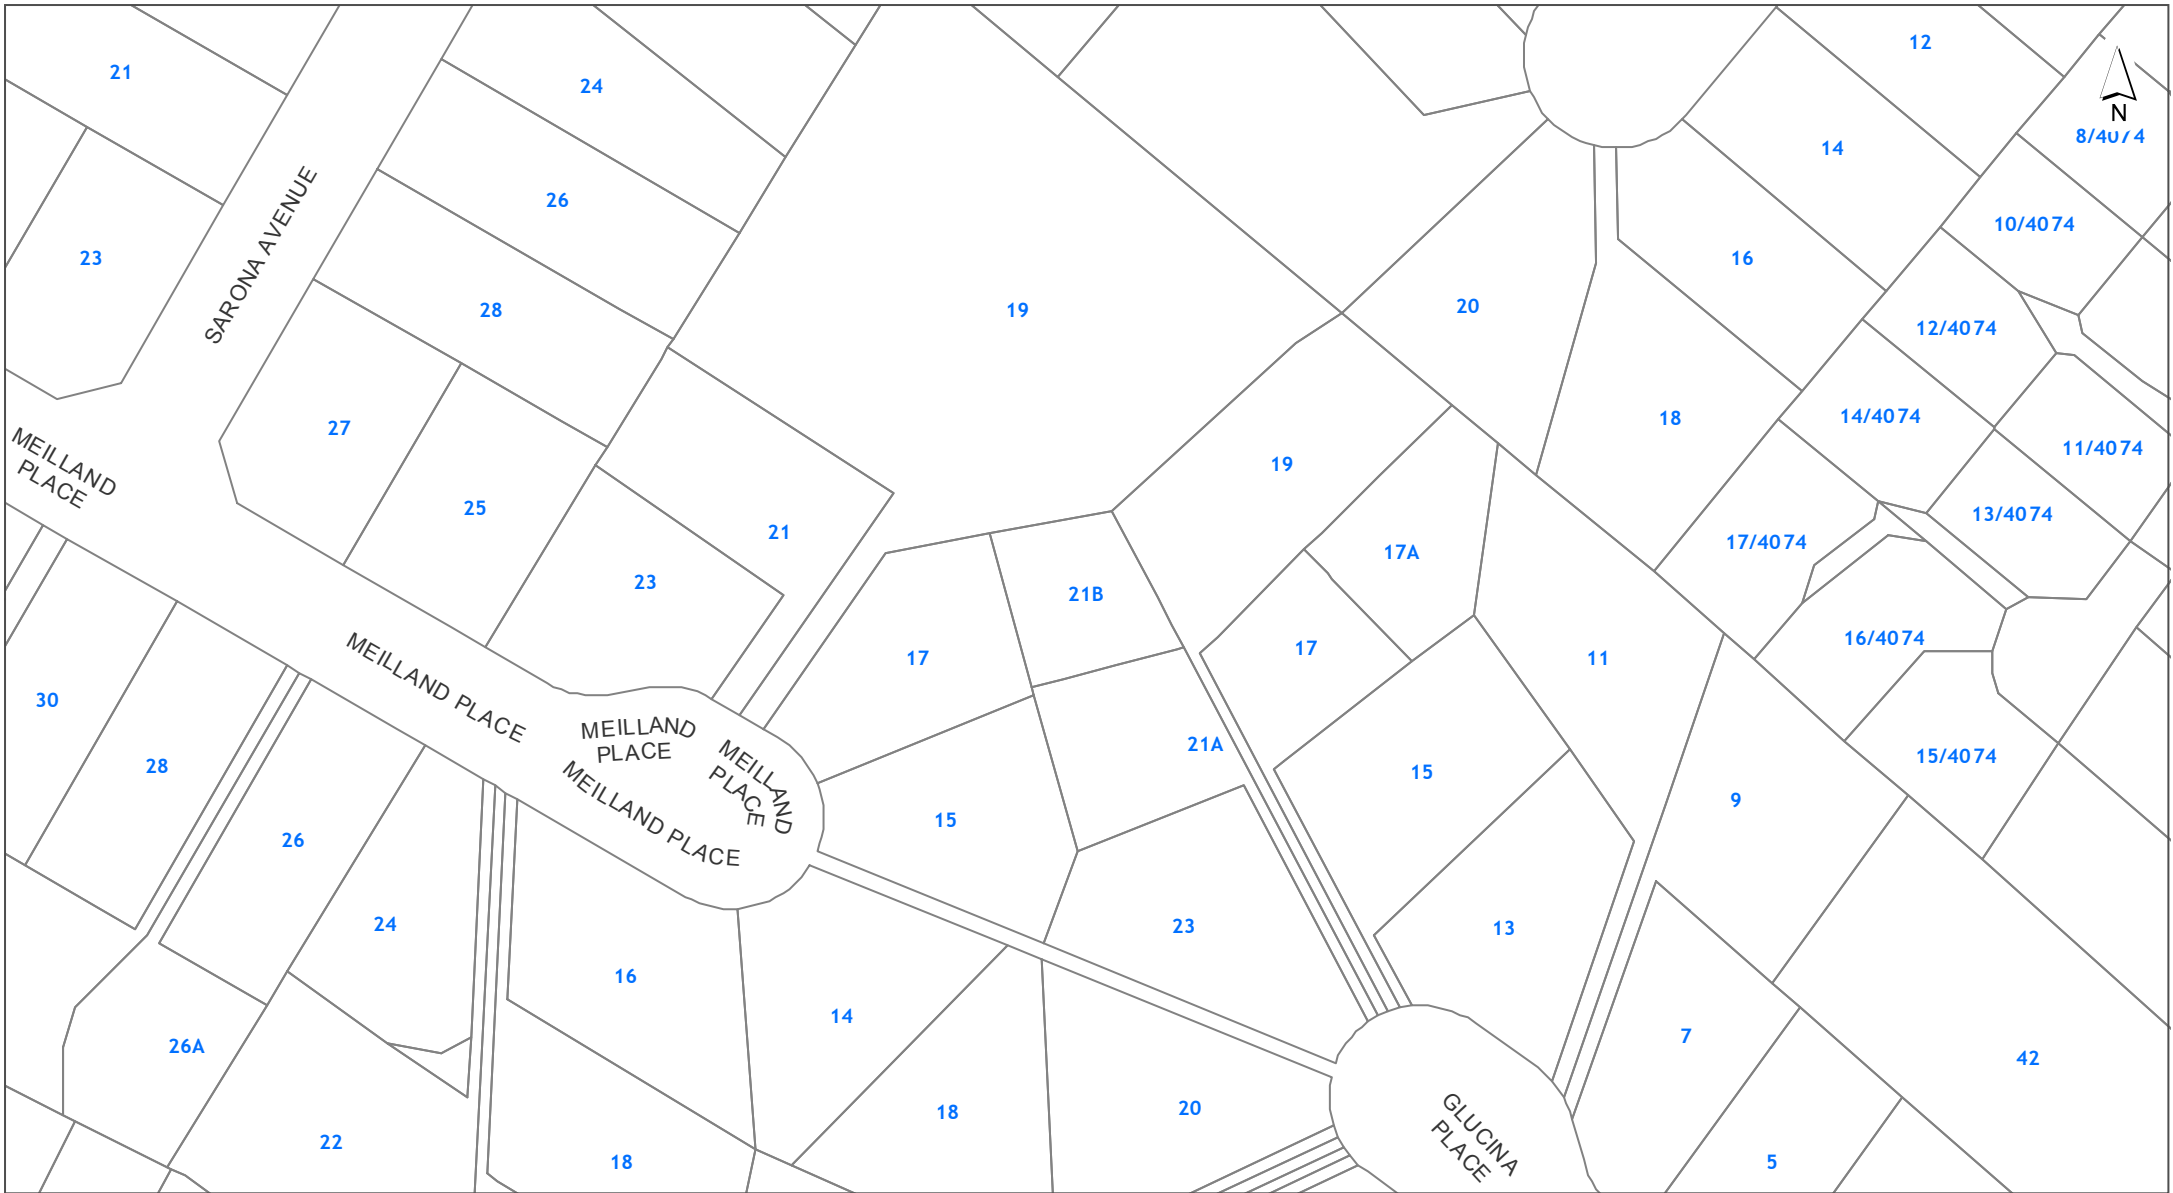 12
21
24
N
8/4074
14
26
10/4074
23
SARONA AVENUE
16
28
19
20
12/4074
27
18
14/4074
11/4074
MEILLAND
PLACE
19
25
21
13/4074
17A
17/4074
23
21B
17
17
11
16/4074
30
MEILLAND PLACE
MEILLAND
PLACE
MEILLAND
PLACE
21A
15/4074
28
15
MEILLAND PLACE
9
15
26
24
23
13
16
14
7
26A
42
18
20
GLUCINA
PLACE
22
18
5